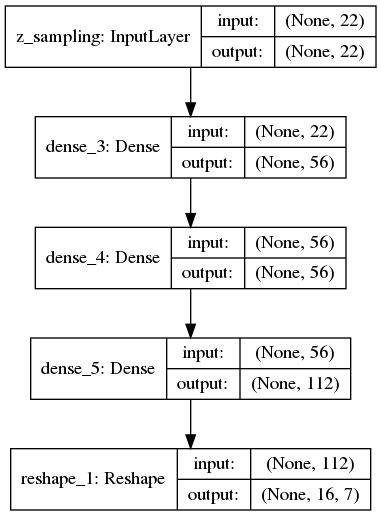 z_sampling: InputLayer
input: (None, 22)
output: (None, 22)
dense_3: Dense
input: (None, 22)
output: (None, 56)
dense_4: Dense
input: (None, 56)
output: (None, 56)
dense_5: Dense
input: (None, 56)
output: (None, 112)
reshape_1: Reshape
input: (None, 112)
output: (None, 16, 7)